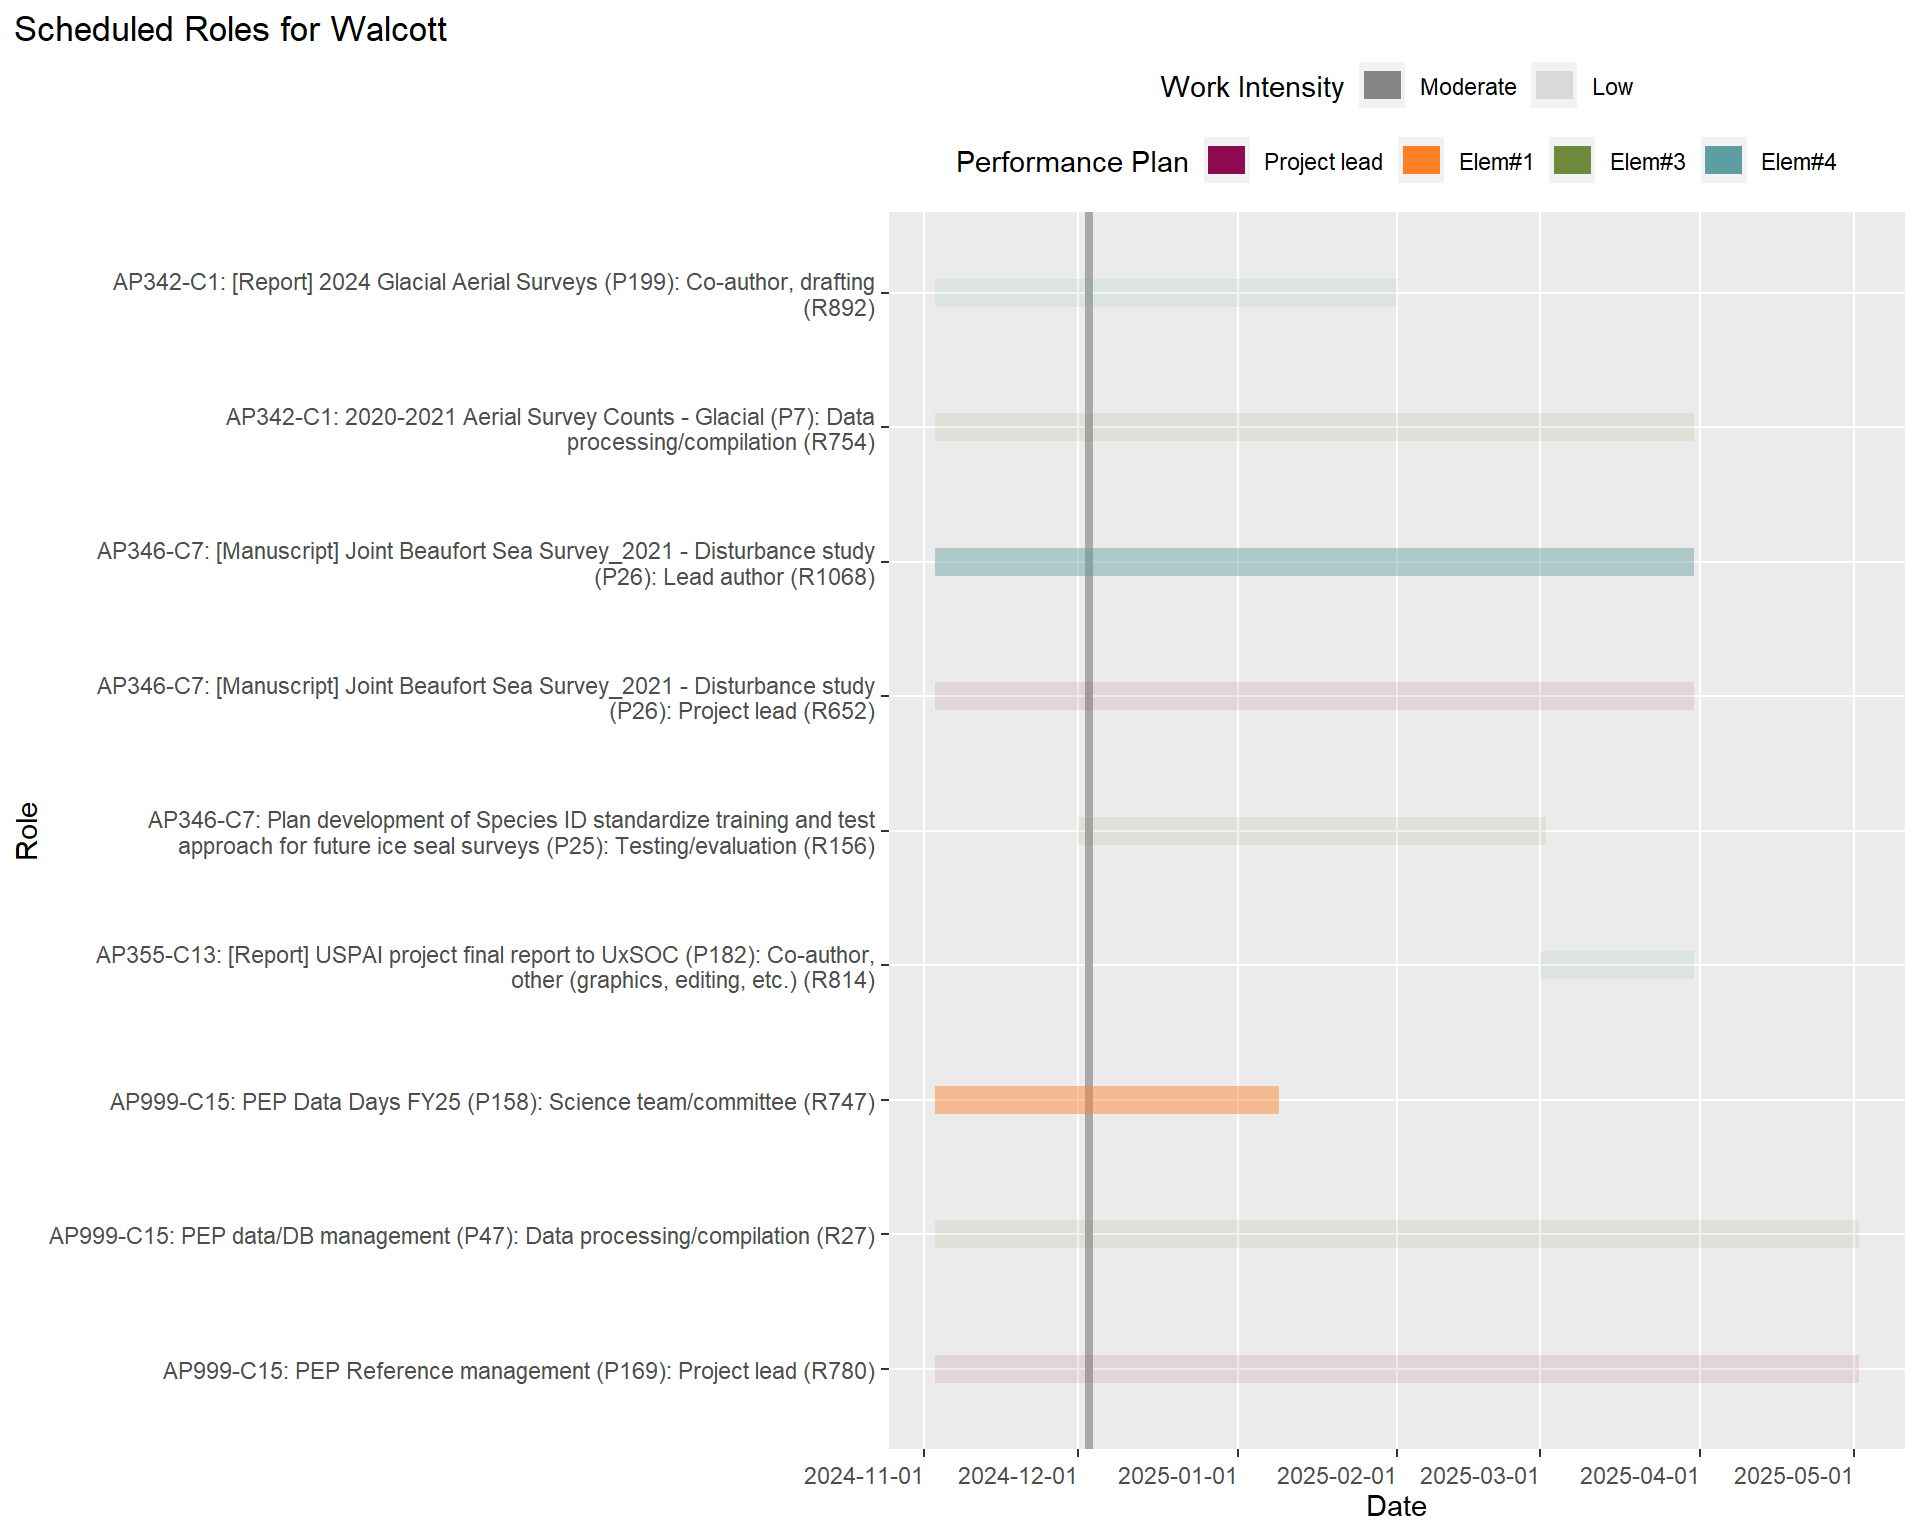 Scheduled Roles for Walcott
Work Intensity Moderate Low
Performance Plan Project lead Elem#1 Elem#3 Elem#4
AP342-C1: [Report] 2024 Glacial Aerial Surveys (P199): Co-author, drafting
(R892)
AP342-C1: 2020-2021 Aerial Survey Counts - Glacial (P7): Data
processing/compilation (R754)
AP346-C7: [Manuscript] Joint Beaufort Sea Survey_2021 - Disturbance study
(P26): Lead author (R1068)
AP346-C7: [Manuscript] Joint Beaufort Sea Survey_2021 - Disturbance study
(P26): Project lead (R652)
Role
AP346-C7: Plan development of Species ID standardize training and test
approach for future ice seal surveys (P25): Testing/evaluation (R156)
AP355-C13: [Report] USPAI project final report to UxSOC (P182): Co-author,
other (graphics, editing, etc.) (R814)
AP999-C15: PEP Data Days FY25 (P158): Science team/committee (R747)
AP999-C15: PEP data/DB management (P47): Data processing/compilation (R27)
AP999-C15: PEP Reference management (P169): Project lead (R780)
2024-11-01 2024-12-01 2025-01-01 2025-02-01 2025-03-01 2025-04-01 2025-05-01
Date